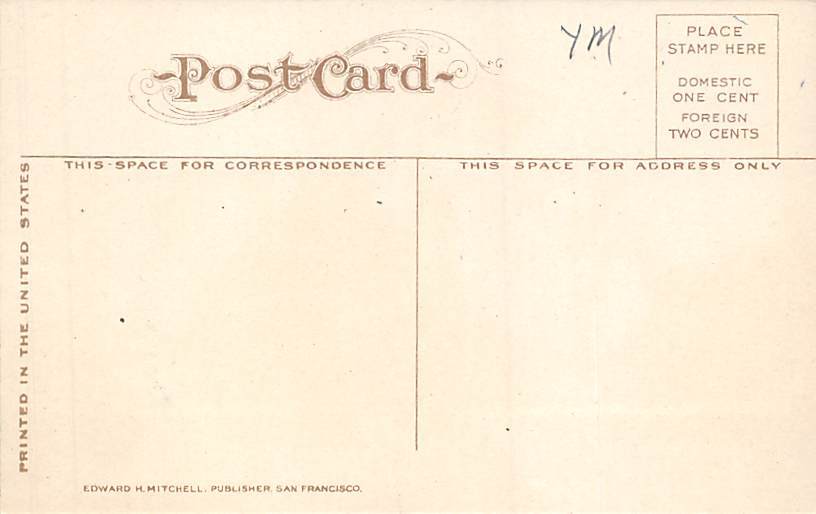 Post Card
YM
PLACE
STAMP HERE
DOMESTIC
ONE CENT
FOREIGN
TWO CENTS
THIS SPACE FOR CORRESPONDENCE
THIS SPACE FOR ADDRESS ONLY
PRINTED IN THE UNITED STATES
EDWARD H. MITCHELL, PUBLISHER, SAN FRANCISCO.